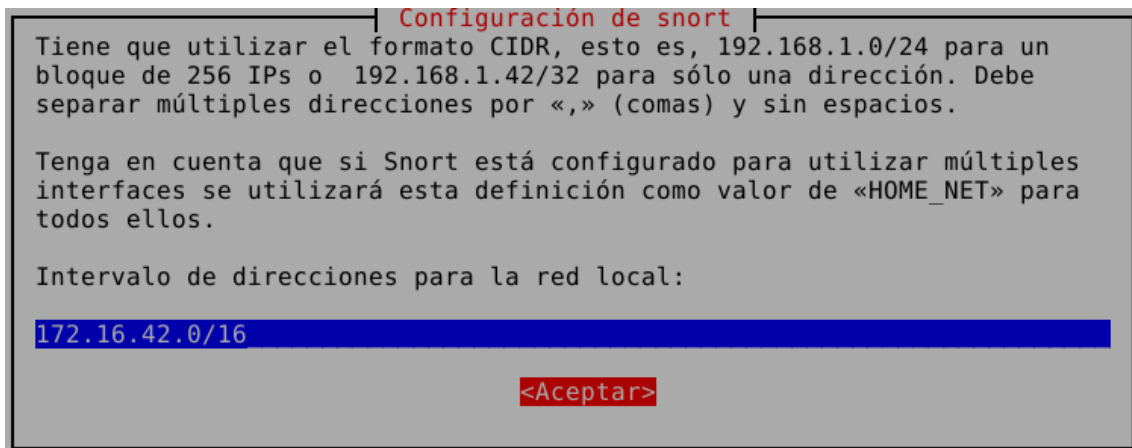 Configuración de snort
Tiene que utilizar el formato CIDR, esto es, 192.168.1.0/24 para un
bloque de 256 IPs o  192.168.1.42/32 para sólo una dirección. Debe
separar múltiples direcciones por «,» (comas) y sin espacios.
Tenga en cuenta que si Snort está configurado para utilizar múltiples
interfaces se utilizará esta definición como valor de «HOME_NET» para
todos ellos.
Intervalo de direcciones para la red local:
172.16.42.0/16
<Aceptar>